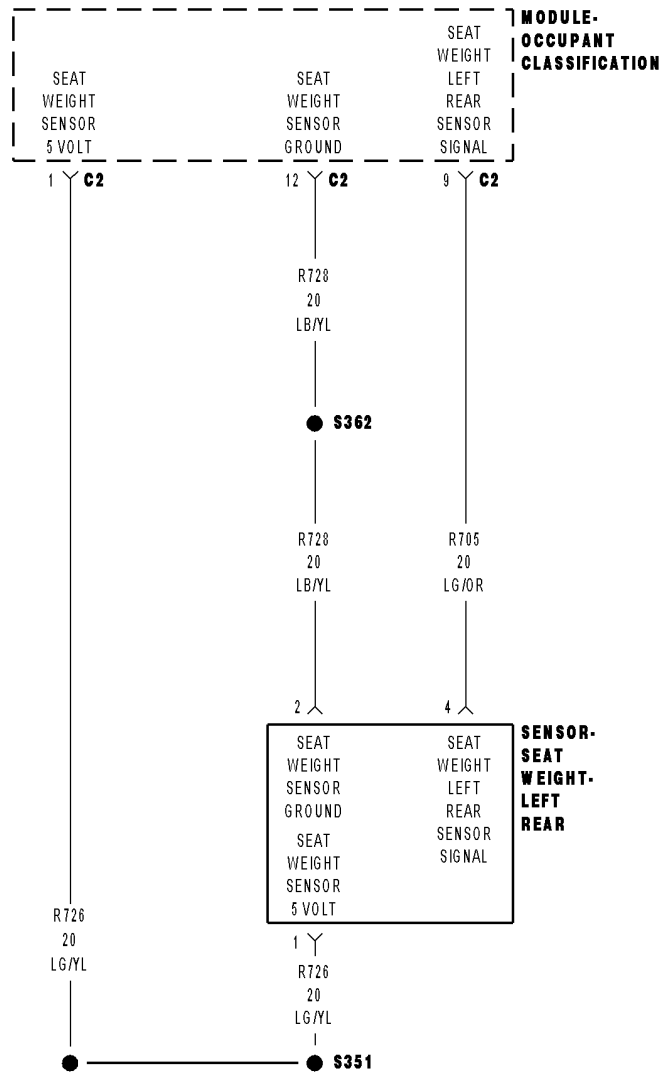 MODULE-
OCCUPANT
CLASSIFICATION
SEAT
WEIGHT
SENSOR
5 VOLT
SEAT
WEIGHT
SENSOR
GROUND
SEAT
WEIGHT
LEFT
REAR
SENSOR
SIGNAL
1 C2
12 C2
9 C2
R728
20
LB/YL
S362
R728
20
LB/YL
R705
20
LG/OR
2
4
SEAT
WEIGHT
SENSOR
GROUND
SEAT
WEIGHT
SENSOR
5 VOLT
SEAT
WEIGHT
LEFT
REAR
SENSOR
SIGNAL
SENSOR-
SEAT
WEIGHT-
LEFT
REAR
R726
20
LG/YL
1
R726
20
LG/YL
S351